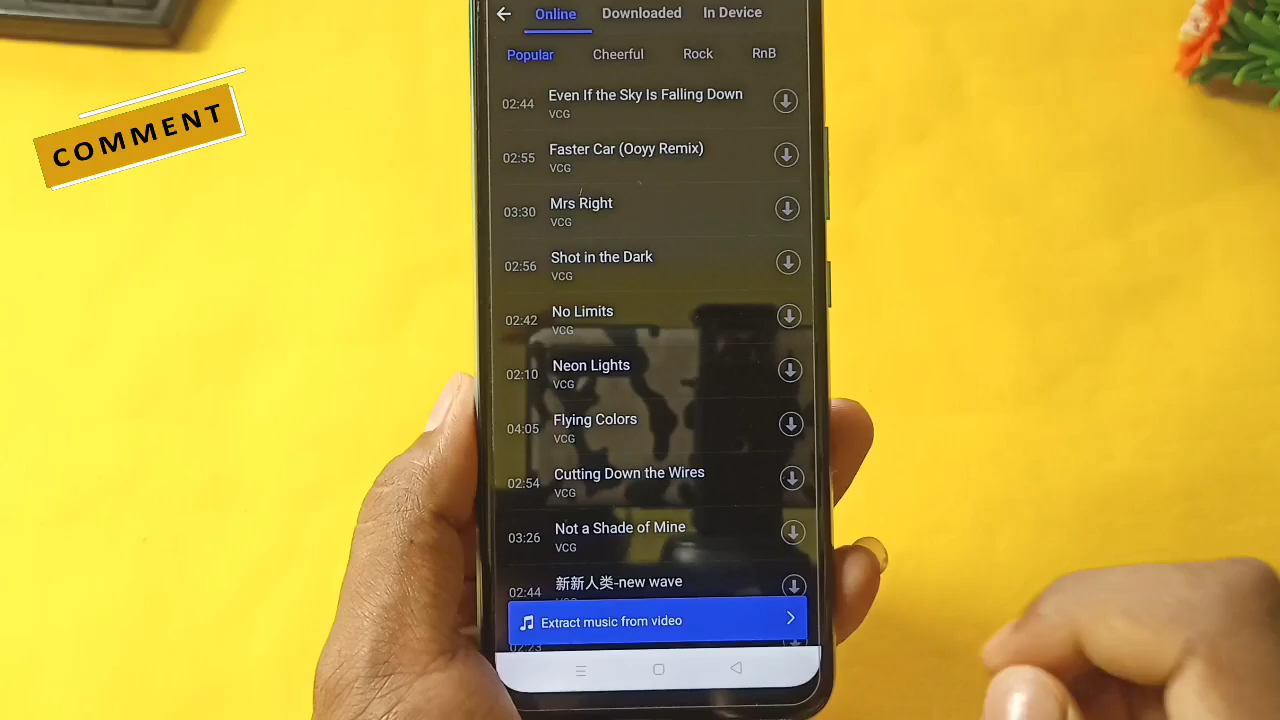 COMMENT
Online Downloaded In Device
Popular Cheerful Rock RnB
02:44 Even If the Sky Is Falling Down
VCG
02:55 Faster Car (Ooyy Remix)
VCG
03:30 Mrs Right
VCG
02:56 Shot in the Dark
VCG
02:42 No Limits
VCG
02:10 Neon Lights
VCG
04:05 Flying Colors
VCG
02:54 Cutting Down the Wires
VCG
03:26 Not a Shade of Mine
VCG
02:44 新新人类-new wave
Extract music from video
02:23